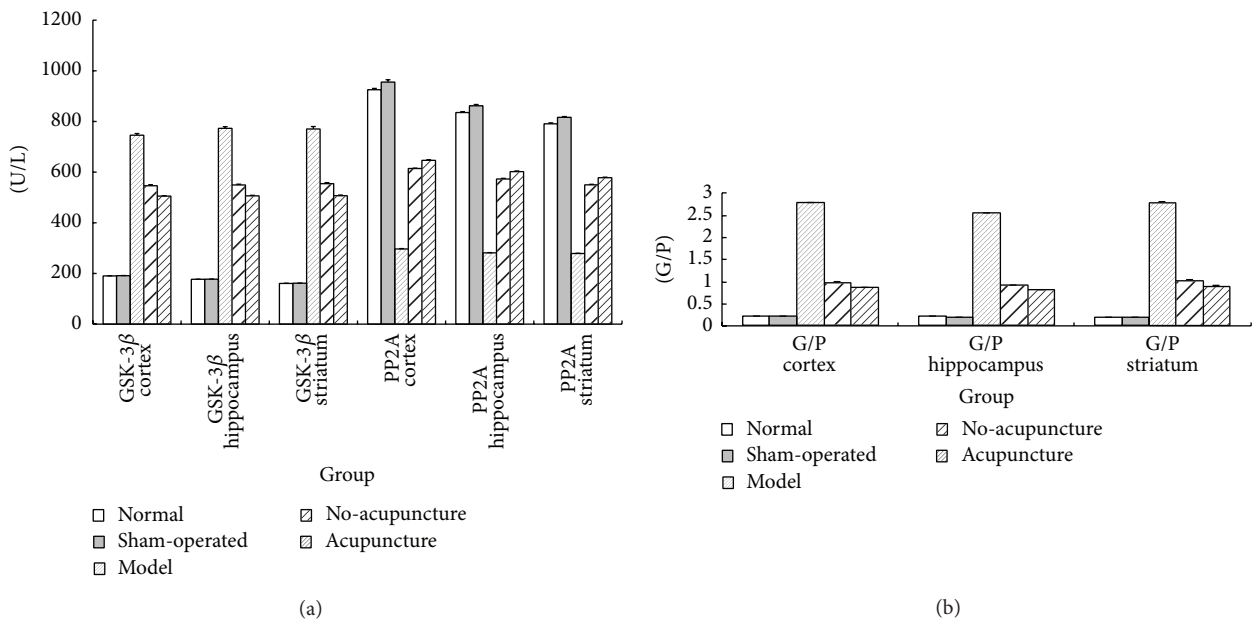 1200
1000
800
600
400
200
0
(U/L)
GSK-3β
cortex
GSK-3β
hippocampus
GSK-3β
striatum
PP2A
cortex
PP2A
hippocampus
PP2A
striatum
Group
Normal
Sham-operated
Model
No-acupuncture
Acupuncture
(a)
3
2.5
2
1.5
1
0.5
0
(G/P)
G/P
cortex
G/P
hippocampus
G/P
striatum
Group
Normal
Sham-operated
Model
No-acupuncture
Acupuncture
(b)